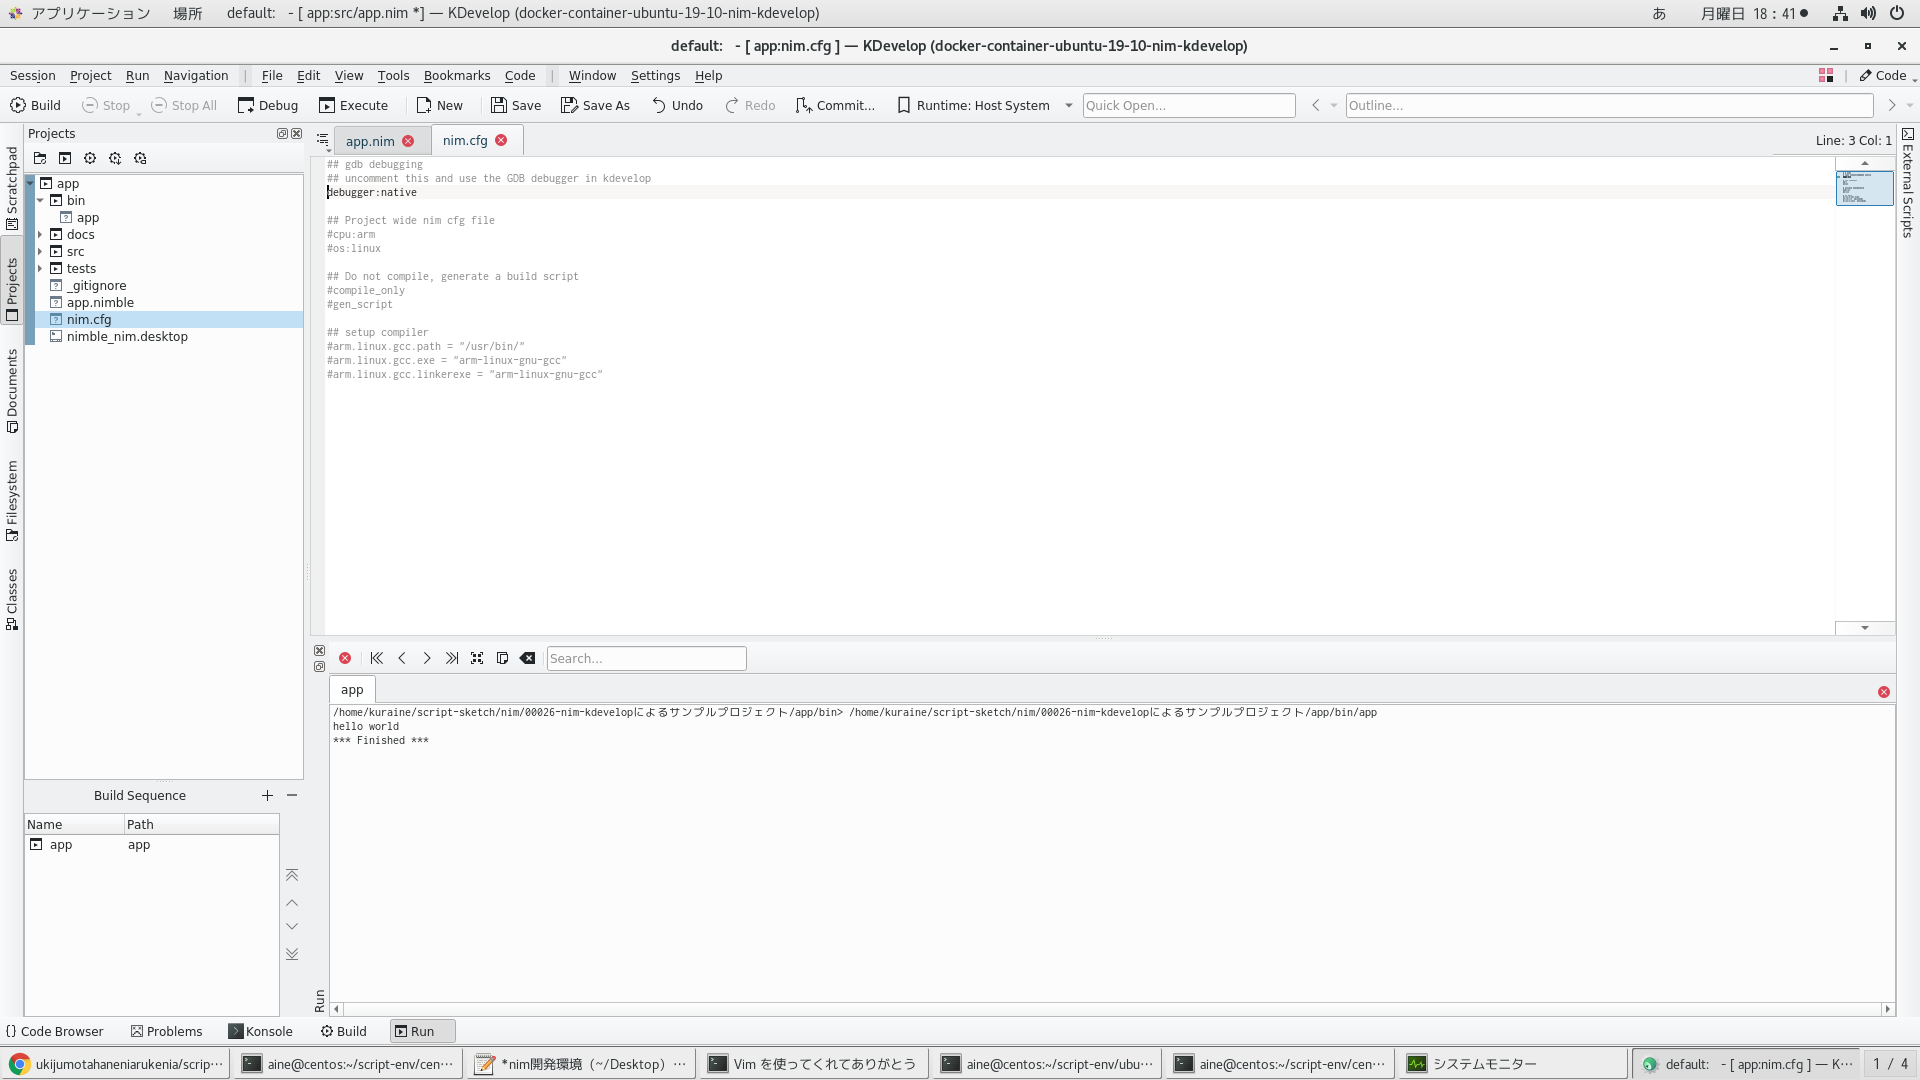 アプリケーション 場所 default: - [ app:src/app.nim *] — KDevelop (docker-container-ubuntu-19-10-nim-kdevelop) あ 月曜日 18：41●
default: - [ app:nim.cfg ] — KDevelop (docker-container-ubuntu-19-10-nim-kdevelop)
Session Project Run Navigation File Edit View Tools Bookmarks Code Window Settings Help Code
Build Stop Stop All Debug Execute New Save Save As Undo Redo Commit... Runtime: Host System Quick Open... Outline...
Projects
app.nim nim.cfg Line: 3 Col: 1
Scratchpad
Projects
Documents
Filesystem
Classes
External Scripts
app
bin
app
docs
src
tests
_gitignore
app.nimble
nim.cfg
nimble_nim.desktop
## gdb debugging
## uncomment this and use the GDB debugger in kdevelop
debugger:native
## Project wide nim cfg file
#cpu:arm
#os:linux
## Do not compile, generate a build script
#compile_only
#gen_script
## setup compiler
#arm.linux.gcc.path = "/usr/bin/"
#arm.linux.gcc.exe = "arm-linux-gnu-gcc"
#arm.linux.gcc.linkerexe = "arm-linux-gnu-gcc"
Search...
app
/home/kuraine/script-sketch/nim/00026-nim-kdevelopによるサンプルプロジェクト/app/bin> /home/kuraine/script-sketch/nim/00026-nim-kdevelopによるサンプルプロジェクト/app/bin/app
hello world
*** Finished ***
Build Sequence
Name Path
app app
Run
{} Code Browser Problems Konsole Build Run
ukijumotahaneniarukenia/scrip… aine@centos:~/script-env/cen… *nim開発環境（~/Desktop）… Vim を使ってくれてありがとう aine@centos:~/script-env/ubu… aine@centos:~/script-env/cen… システムモニター default: - [ app:nim.cfg ] — K… 1 / 4